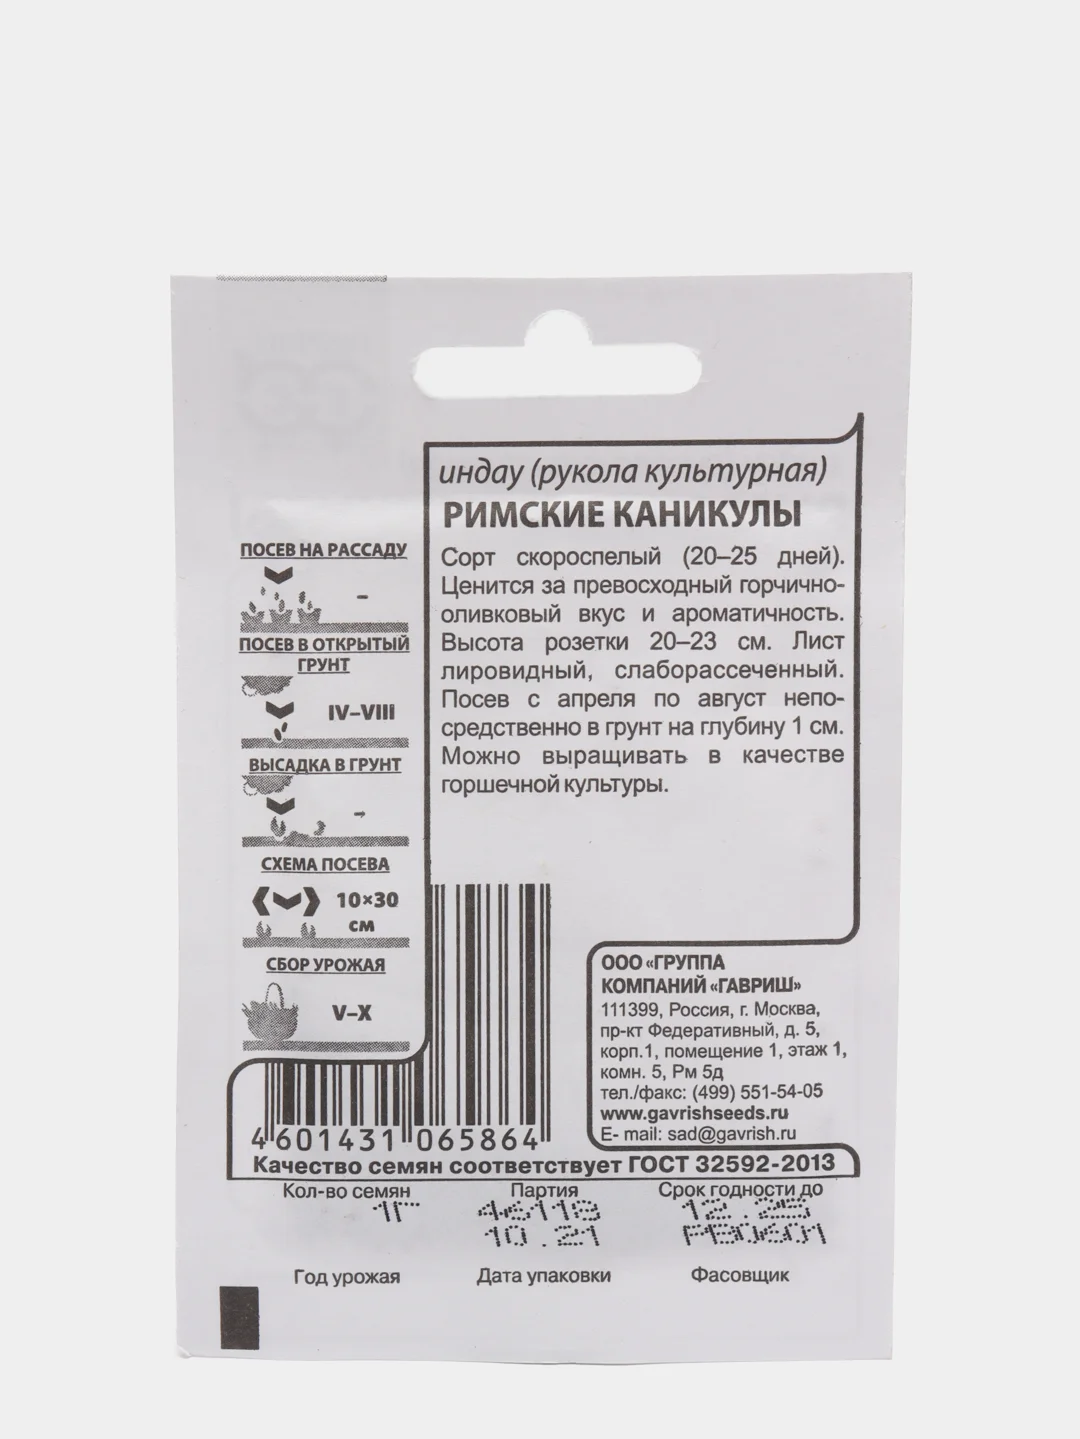 индау (рукола культурная)
РИМСКИЕ КАНИКУЛЫ
Сорт скороспелый (20–25 дней).
Ценится за превосходный горчично-
оливковый вкус и ароматичность.
Высота розетки 20–23 см. Лист
лировидный, слаборассеченный.
Посев с апреля по август непо-
средственно в грунт на глубину 1 см.
Можно выращивать в качестве
горшечной культуры.
ПОСЕВ НА РАССАДУ
–
ПОСЕВ В ОТКРЫТЫЙ
ГРУНТ
IV–VIII
ВЫСАДКА В ГРУНТ
–
СХЕМА ПОСЕВА
10×30
см
СБОР УРОЖАЯ
V–X
ООО «ГРУППА
КОМПАНИЙ «ГАВРИШ»
111399, Россия, г. Москва,
пр-кт Федеративный, д. 5,
корп.1, помещение 1, этаж 1,
комн. 5, Рм 5д
тел./факс: (499) 551-54-05
www.gavrishseeds.ru
E- mail: sad@gavrish.ru
4 601431 065864
Качество семян соответствует ГОСТ 32592-2013
Кол-во семян Партия Срок годности до
1Г 46118 12.25
10.21 РВ0601
Год урожая Дата упаковки Фасовщик